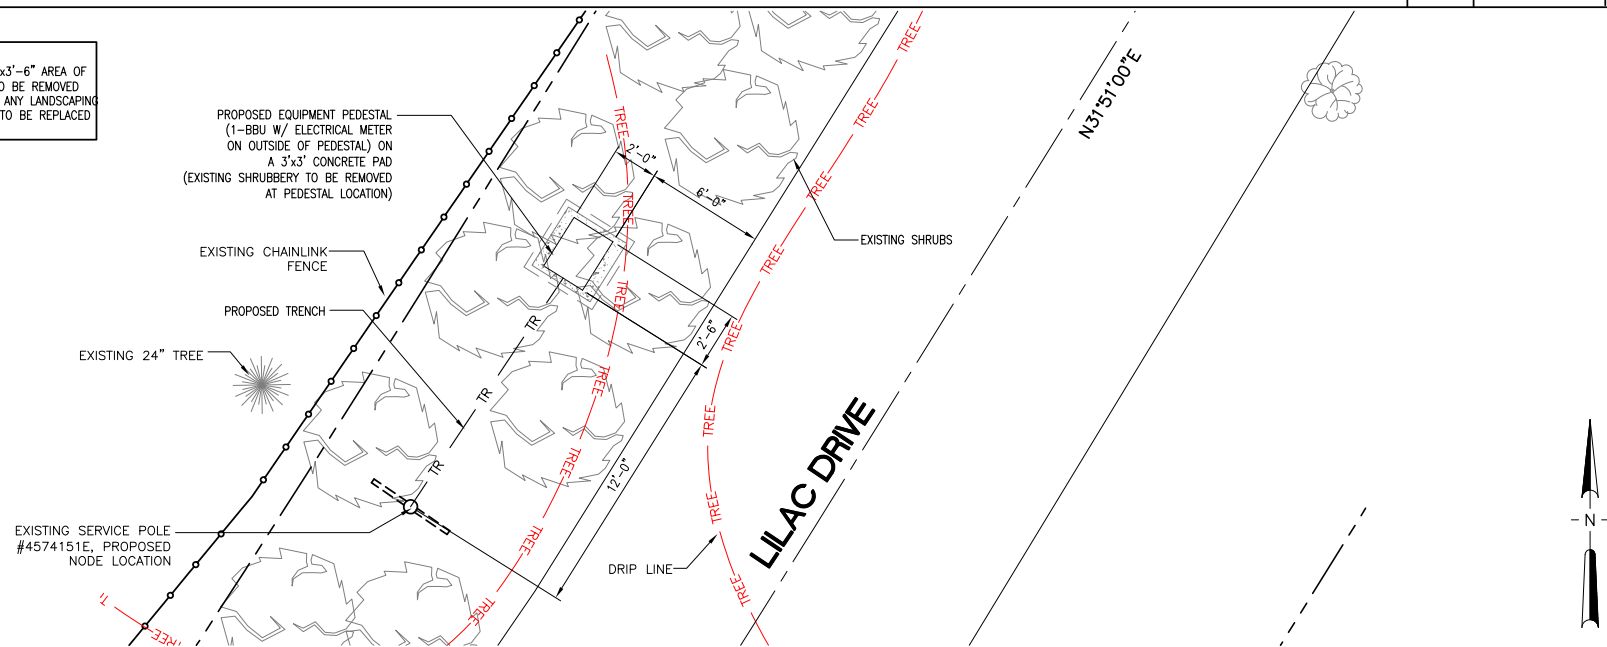 x3'-6" AREA OF
O BE REMOVED
ANY LANDSCAPING
TO BE REPLACED
PROPOSED EQUIPMENT PEDESTAL
(1-BBU W/ ELECTRICAL METER
ON OUTSIDE OF PEDESTAL) ON
A 3'x3' CONCRETE PAD
(EXISTING SHRUBBERY TO BE REMOVED
AT PEDESTAL LOCATION)
EXISTING CHAINLINK
FENCE
PROPOSED TRENCH
EXISTING 24" TREE
EXISTING SERVICE POLE
#4574151E, PROPOSED
NODE LOCATION
TREE
TREE
TREE
TREE
TREE
TREE
TREE
TREE
TR
TR
TR
2'-0"
6'-0"
2'-6"
12'-0"
EXISTING SHRUBS
TREE
TREE
TREE
TREE
TREE
TREE
TREE
TREE
DRIP LINE
LILAC DRIVE
N31°51'00"E
N